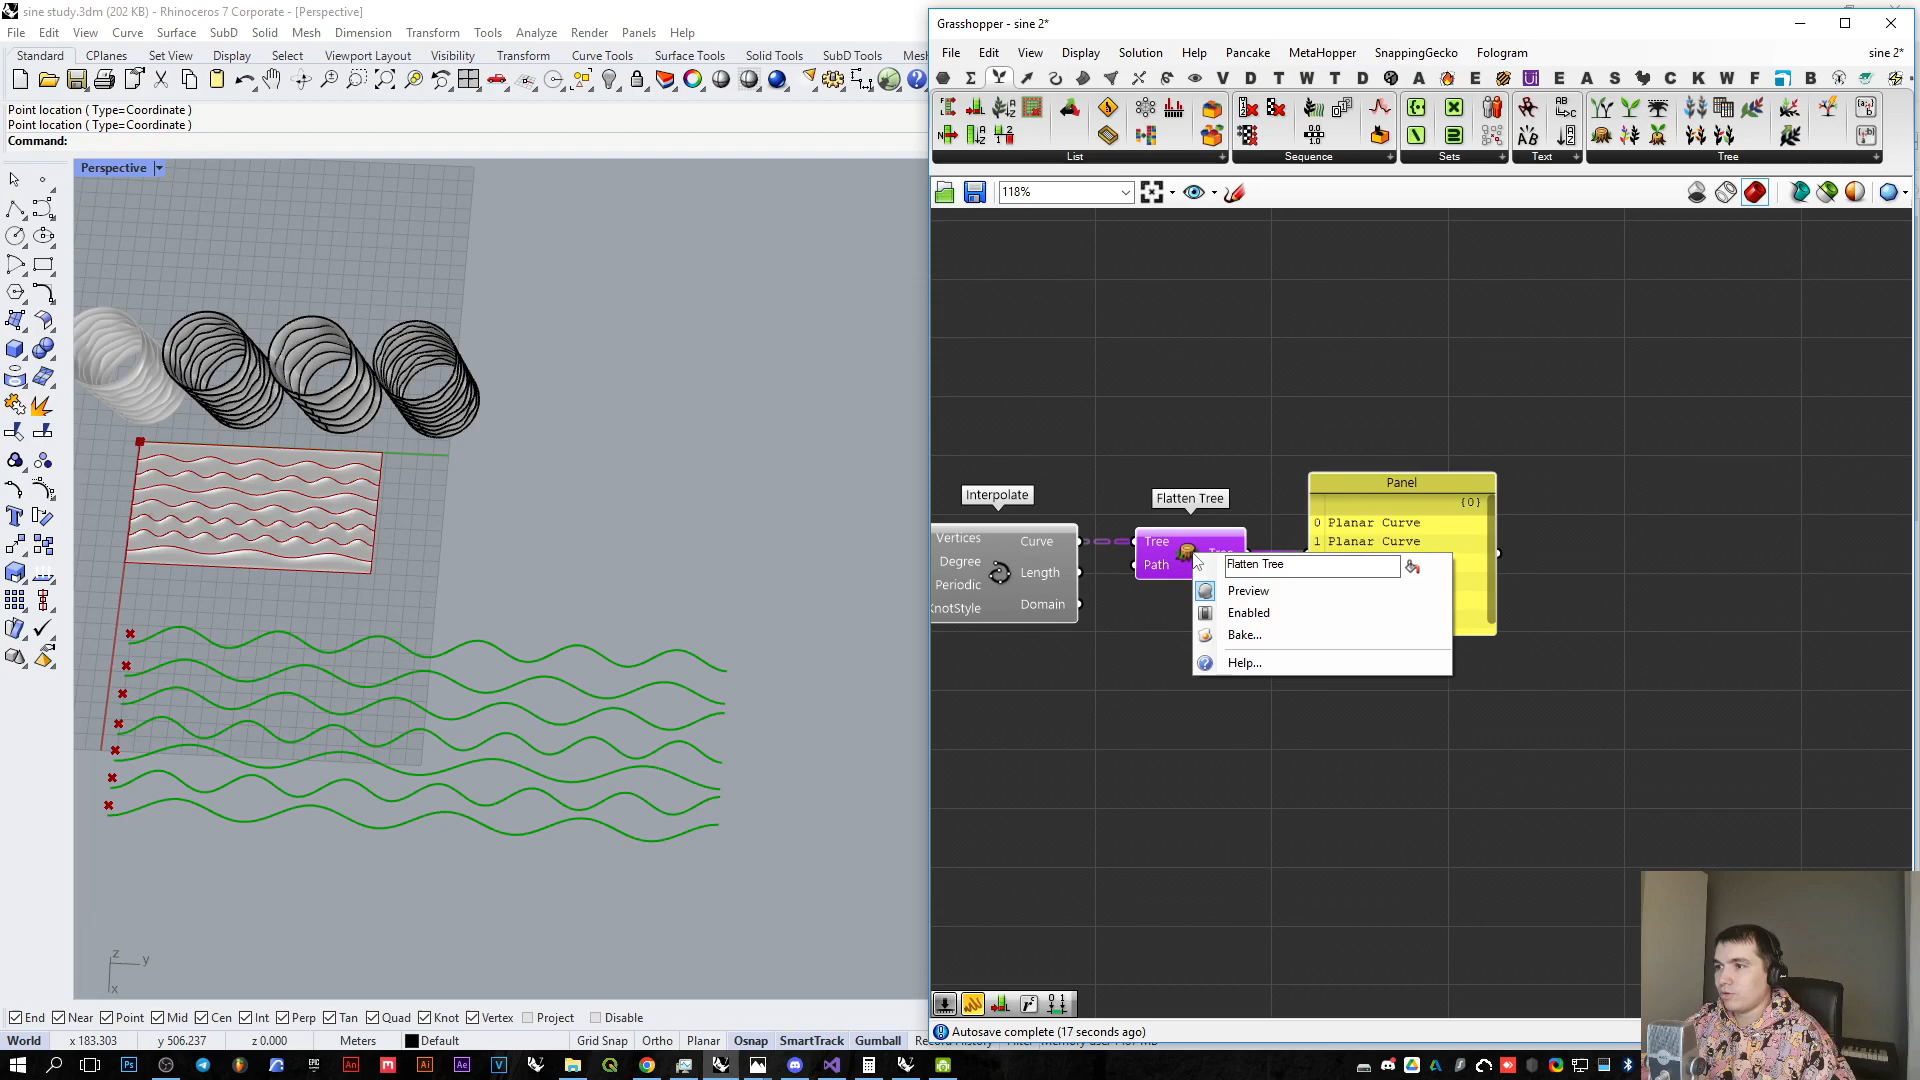 sine study.3dm (202 KB) - Rhinoceros 7 Corporate - [Perspective]
File Edit View Curve Surface SubD Solid Mesh Dimension Transform Tools Analyze Render Panels Help
Standard CPlanes Set View Display Select Viewport Layout Visibility Transform Curve Tools Surface Tools Solid Tools SubD Tools Mesh
Point location ( Type=Coordinate )
Point location ( Type=Coordinate )
Command:
Perspective
z
y
x
End Near Point Mid Cen Int Perp Tan Quad Knot Vertex Project Disable
World x 183.303 y 506.237 z 0.000 Meters Default Grid Snap Ortho Planar Osnap SmartTrack Gumball
Grasshopper - sine 2*
File Edit View Display Solution Help Pancake MetaHopper SnappingGecko Fologram sine 2*
List Sequence Sets Text Tree
118%
Interpolate
Vertices
Degree
Periodic
KnotStyle
Curve
Length
Domain
Flatten Tree
Tree
Path
Panel
{0}
0 Planar Curve
1 Planar Curve
Flatten Tree
Preview
Enabled
Bake...
Help...
Autosave complete (17 seconds ago)